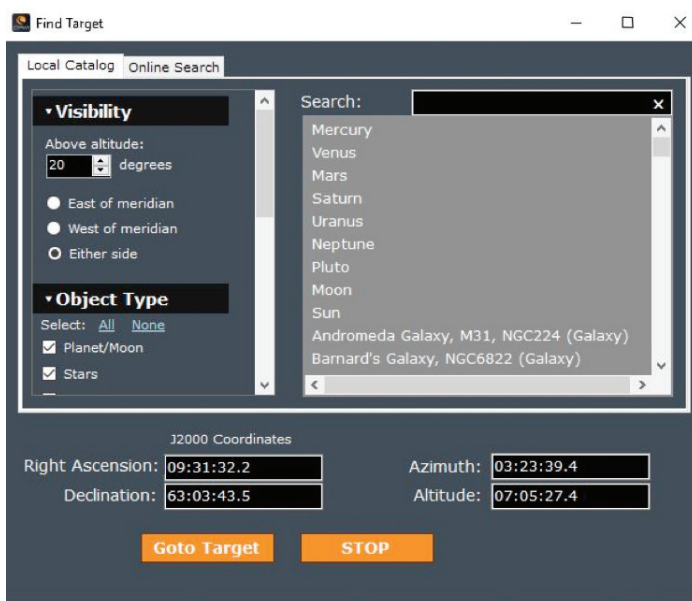 Find Target
Local Catalog Online Search
Visibility
Above altitude:
20 degrees
East of meridian
West of meridian
Either side
Object Type
Select: All None
Planet/Moon
Stars
Search:
Mercury
Venus
Mars
Saturn
Uranus
Neptune
Pluto
Moon
Sun
Andromeda Galaxy, M31, NGC224 (Galaxy)
Barnard's Galaxy, NGC6822 (Galaxy)
J2000 Coordinates
Right Ascension: 09:31:32.2
Declination: 63:03:43.5
Azimuth: 03:23:39.4
Altitude: 07:05:27.4
Goto Target STOP